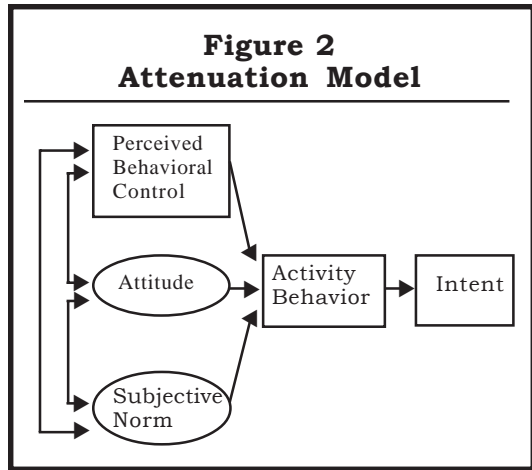 Figure 2
Attenuation Model
Perceived
Behavioral
Control
Attitude
Activity
Behavior
Intent
Subjective
Norm